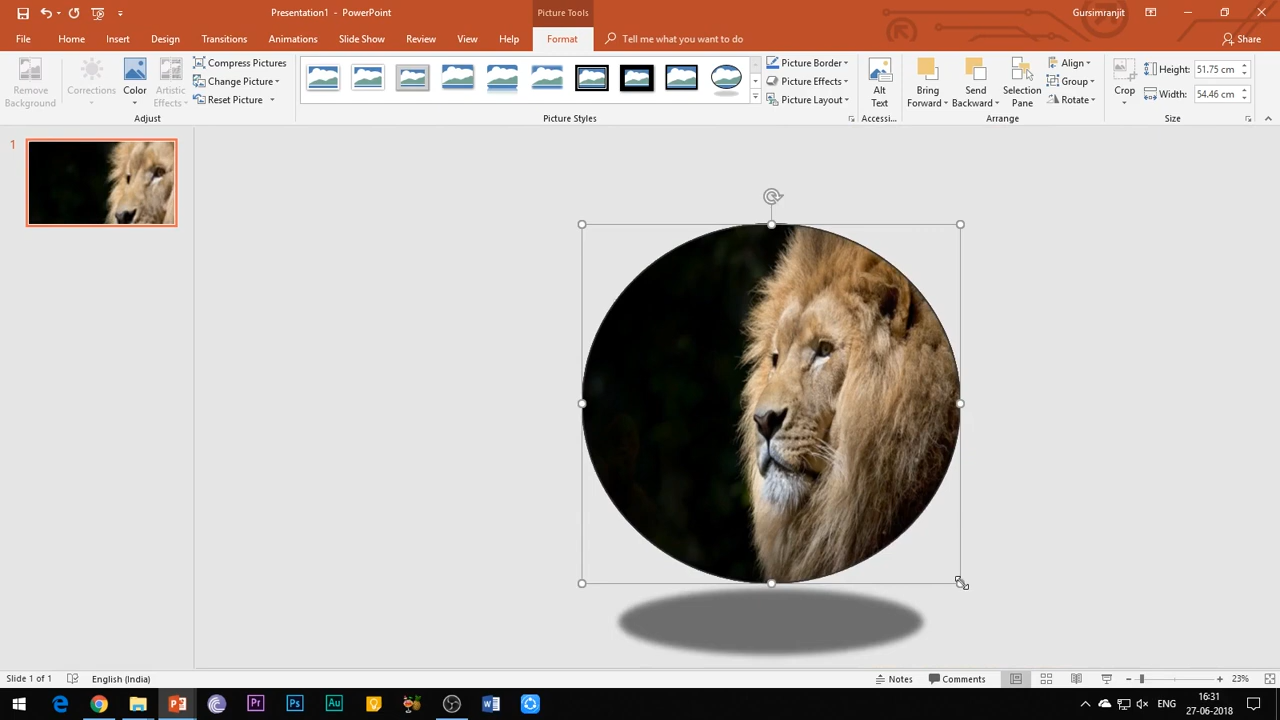 Presentation1 - PowerPoint
Picture Tools
Gursimranjit
File
Home
Insert
Design
Transitions
Animations
Slide Show
Review
View
Help
Format
Tell me what you want to do
Share
Remove
Background
Corrections
Color
Artistic
Effects
Compress Pictures
Change Picture
Reset Picture
Adjust
Picture Styles
Picture Border
Picture Effects
Picture Layout
Alt
Text
Accessi...
Bring
Forward
Send
Backward
Selection
Pane
Align
Group
Rotate
Arrange
Crop
Height: 51.75 cm
Width: 54.46 cm
Size
1
Slide 1 of 1
English (India)
Notes
Comments
23%
Pr
Ps
Au
ENG
16:31
27-06-2018